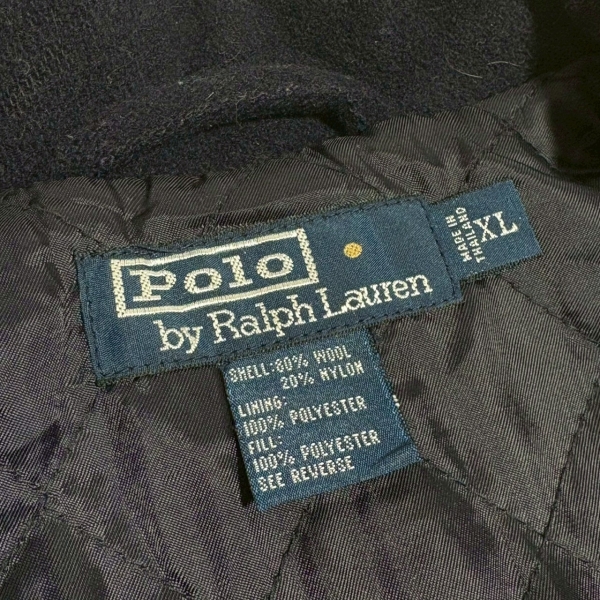 Polo
by Ralph Lauren
MADE IN
THAILAND
XL
SHELL: 80% WOOL
20% NYLON
LINING:
100% POLYESTER
FILL:
100% POLYESTER
SEE REVERSE